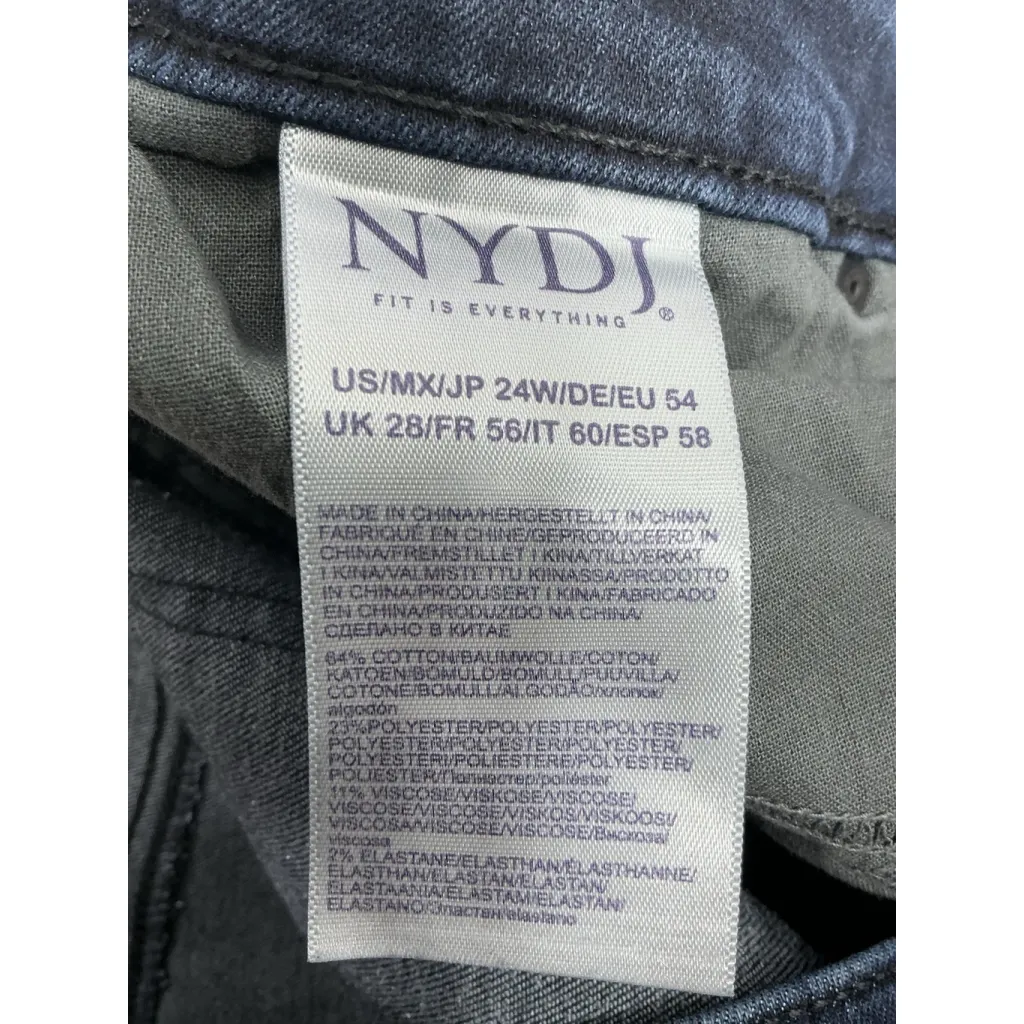 NYDJ®
FIT IS EVERYTHING
US/MX/JP 24W/DE/EU 54
UK 28/FR 56/IT 60/ESP 58
MADE IN CHINA/HERGESTELLT IN CHINA/
FABRIQUÉ EN CHINE/GEPRODUCEERD IN
CHINA/FREMSTILLET I KINA/TILLVERKAT
I KINA/VALMISTETTU KIINASSA/PRODOTTO
IN CHINA/PRODUSERT I KINA/FABRICADO
EN CHINA/PRODUZIDO NA CHINA/
СДЕЛАНО В КИТАЕ
64% COTTON/BAUMWOLLE/COTON/
KATOEN/BOMULD/BOMULL/PUUVILLA/
COTONE/BOMULL/ALGODÃO/хлопок/
algodón
23%POLYESTER/POLYESTER/POLYESTER/
POLYESTER/POLYESTER/POLYESTER/
POLYESTERI/POLIESTERE/POLYESTER/
POLIESTER/Полиэстер/poliéster
11% VISCOSE/VISKOSE/VISCOSE/
VISCOSE/VISCOSE/VISKOS/VISKOOSI/
VISCOSA/VISCOSE/VISCOSE/Вискоза/
viscosa
2% ELASTANE/ELASTHAN/ÉLASTHANNE/
ELASTHAN/ELASTAN/ELASTAN/
ELASTAANIA/ELASTAM/ELASTAN/
ELASTANO/Эластан/elastano